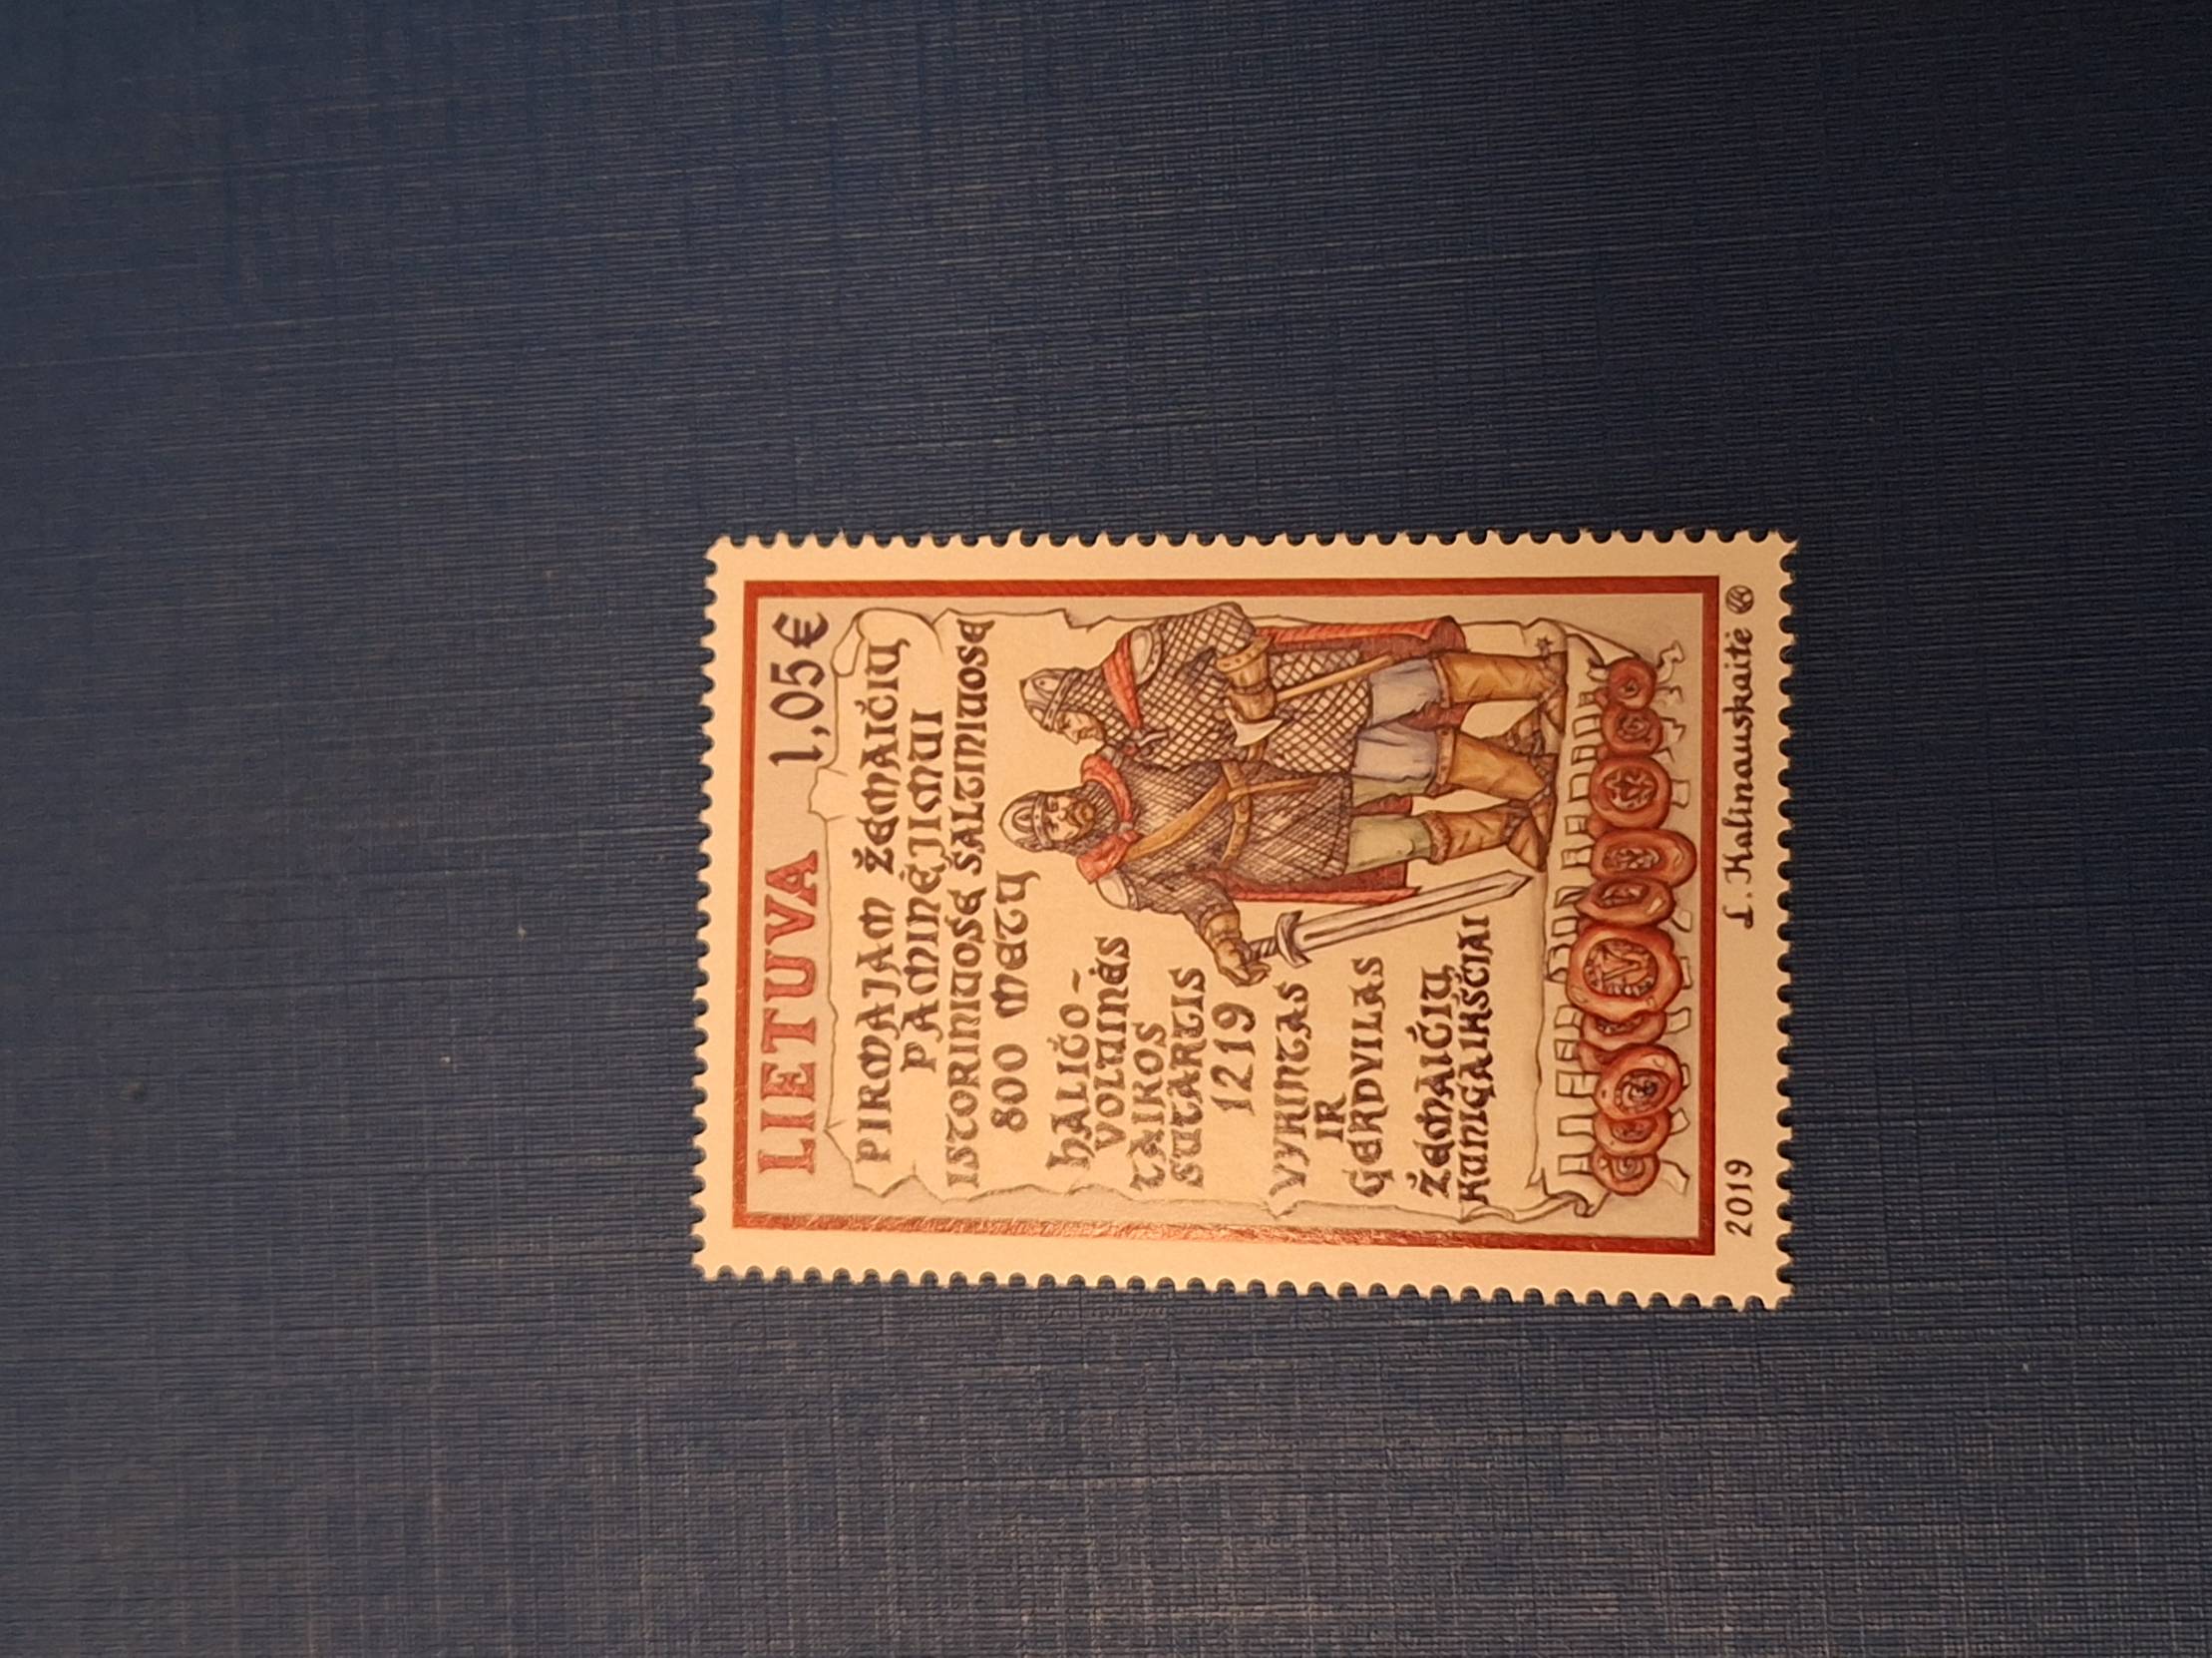 LIETUVA 1,05€
PIRMAJAM ŽEMAIČIŲ
PAMINĖJIMUI
ISTORINIUOSE ŠALTINIUOSE
800 METŲ
HALIČO-
VOLUINĖS
TAIKOS
SUTARTIS
1219
VYKINTAS
IR
GERDVILAS
ŽEMAIČIŲ
KUNIGAIKŠČIAI
2019 L. Kalinauskaitė